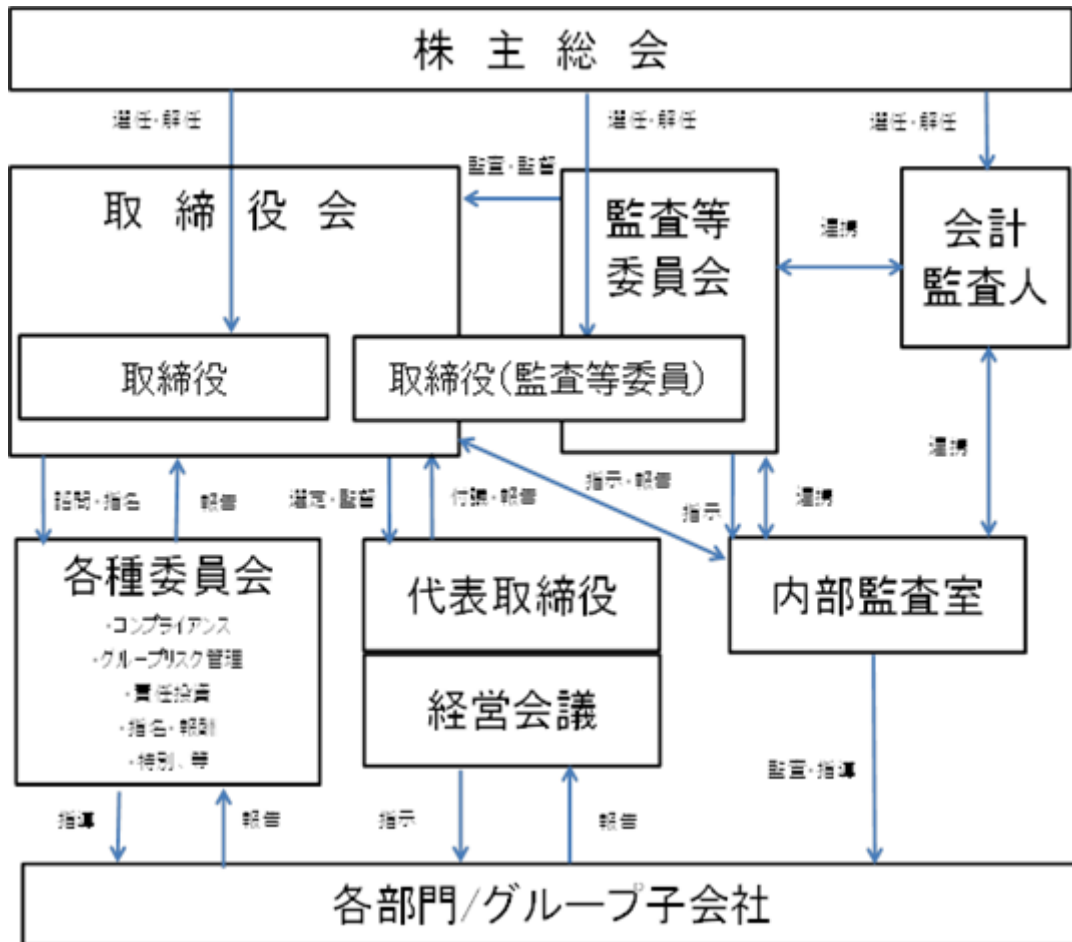 株主総会
選任・解任
選任・解任
選任・解任
取締役会
監査・監督
監査等
委員会
連携
会計
監査人
取締役
取締役(監査等委員)
連携
諮問・指名
報告
選定・監督
付議・報告
指示・報告
指示
連携
各種委員会
・コンプライアンス
・グループリスク管理
・責任投資
・指名・報酬
・特別、等
代表取締役
経営会議
内部監査室
監査・指導
指導
報告
指示
報告
各部門/グループ子会社